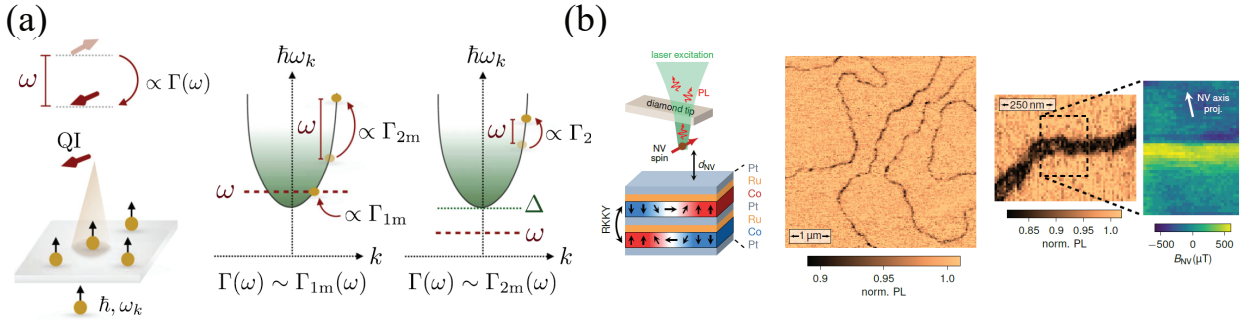 (a)
ω
∝ Γ(ω)
QI
ħ, ω_k
ħω_k
ω
∝ Γ_2m
ω
∝ Γ_1m
k
Γ(ω) ∼ Γ_1m(ω)
ħω_k
ω
∝ Γ_2
Δ
ω
k
Γ(ω) ∼ Γ_2m(ω)
(b)
laser excitation
PL
diamond tip
NV
spin
d_NV
RKKY
Pt
Ru
Co
Pt
Ru
Co
Pt
1 μm
0.90
0.95
1.0
norm. PL
250 nm
0.85 0.90 0.95 1.0
norm. PL
NV axis
proj.
−500 0 500
B_NV(μT)